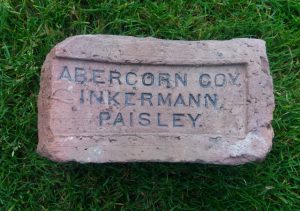 ABERCORN COY.
INKERMANN,
PAISLEY.